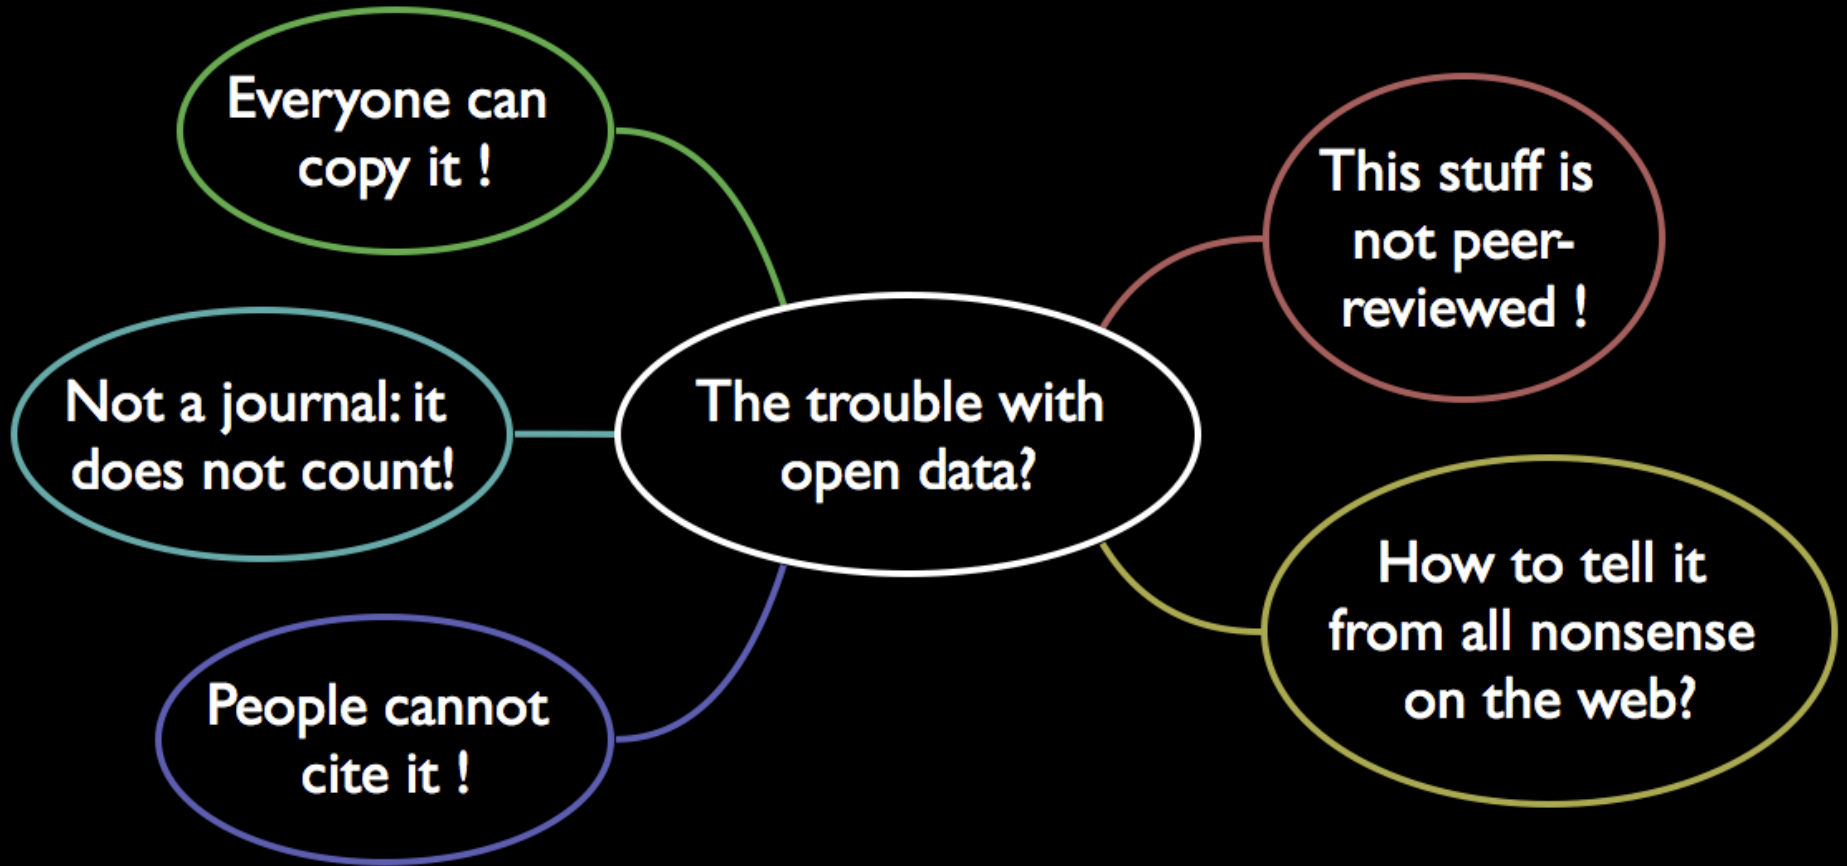 Everyone can
copy it !
This stuff is
not peer-
reviewed !
Not a journal: it
does not count!
The trouble with
open data?
How to tell it
from all nonsense
on the web?
People cannot
cite it !